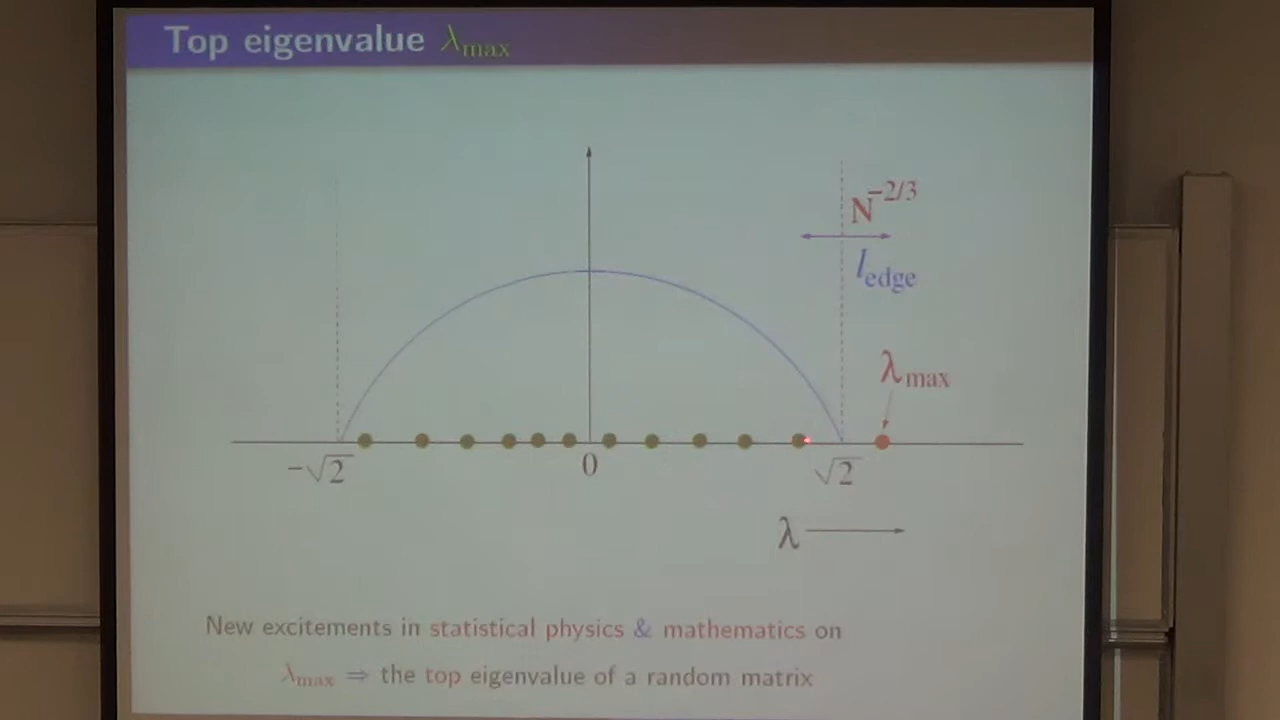 Top eigenvalue λmax
N^−2/3
ledge
λmax
−√2
0
√2
λ
New excitements in statistical physics & mathematics on
λmax ⇒ the top eigenvalue of a random matrix